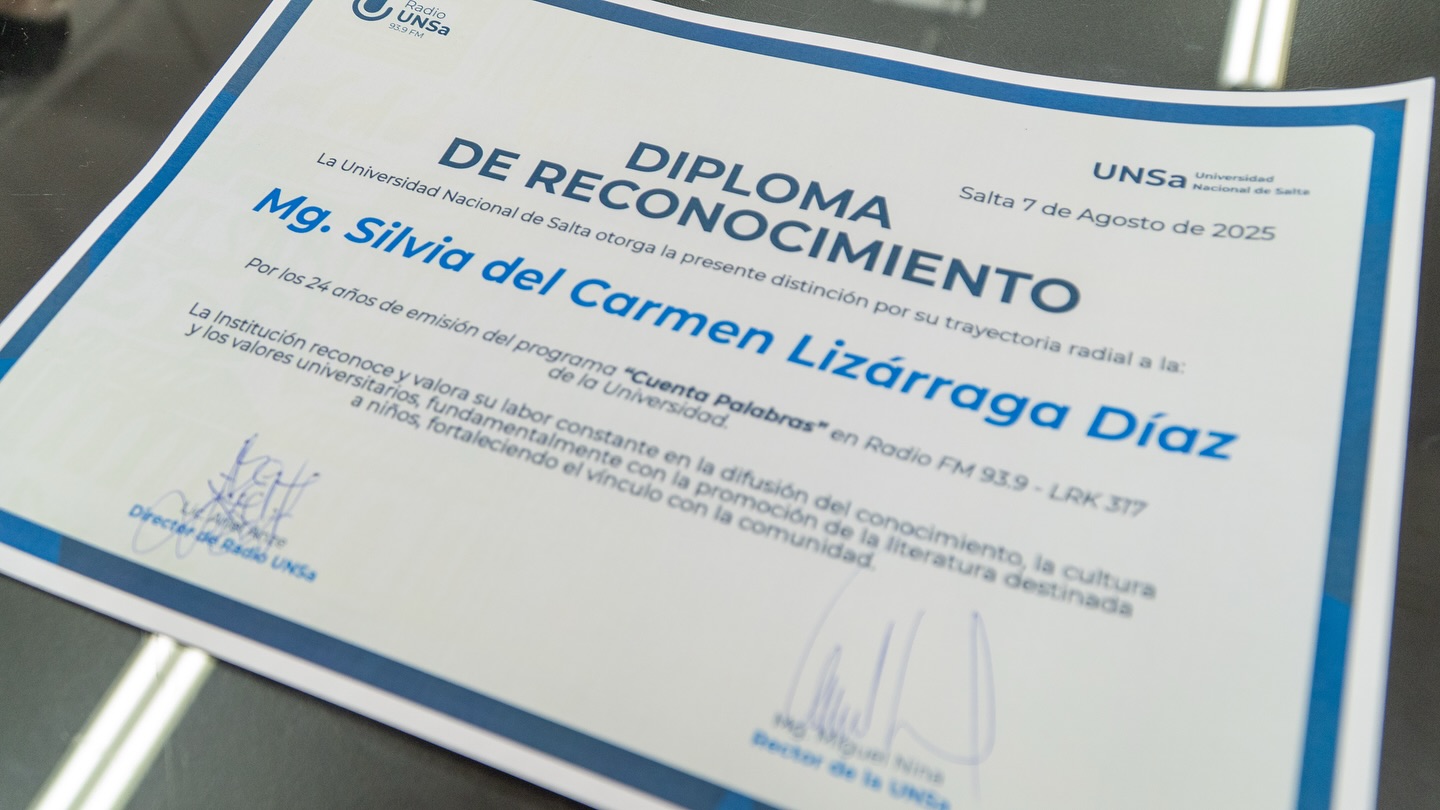 Radio
UNSa
93.9 FM
UNSa Universidad
Nacional de Salta
Salta 7 de Agosto de 2025
DIPLOMA
DE RECONOCIMIENTO
La Universidad Nacional de Salta otorga la presente distinción por su trayectoria radial a la:
Mg. Silvia del Carmen Lizárraga Díaz
Por los 24 años de emisión del programa “Cuenta Palabras” en Radio FM 93.9 - LRK 317
de la Universidad.
La Institución reconoce y valora su labor constante en la difusión del conocimiento, la cultura
y los valores universitarios, fundamentalmente con la promoción de la literatura destinada
a niños, fortaleciendo el vínculo con la comunidad.
Director de Radio UNSa
Mg. Miguel Nina
Rector de la UNSa